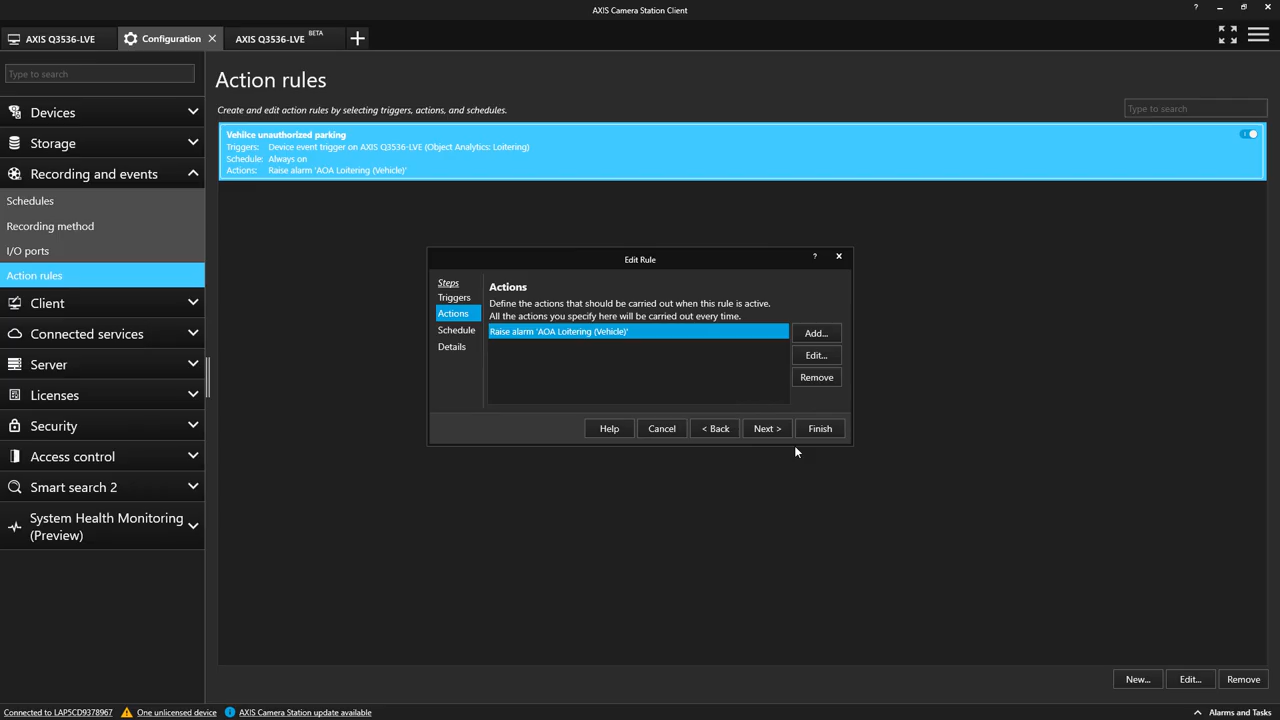 AXIS Camera Station Client
?
AXIS Q3536-LVE
Configuration
AXIS Q3536-LVE BETA
Type to search
Devices
Storage
Recording and events
Schedules
Recording method
I/O ports
Action rules
Client
Connected services
Server
Licenses
Security
Access control
Smart search 2
System Health Monitoring
(Preview)
Action rules
Create and edit action rules by selecting triggers, actions, and schedules.
Type to search
Vehiice unauthorized parking
Triggers: Device event trigger on AXIS Q3536-LVE (Object Analytics: Loitering)
Schedule: Always on
Actions: Raise alarm 'AOA Loitering (Vehicle)'
Edit Rule
?
Steps
Triggers
Actions
Schedule
Details
Actions
Define the actions that should be carried out when this rule is active.
All the actions you specify here will be carried out every time.
Raise alarm 'AOA Loitering (Vehicle)'
Add...
Edit...
Remove
Help
Cancel
< Back
Next >
Finish
New...
Edit...
Remove
Connected to LAP5CD9378967
One unlicensed device
AXIS Camera Station update available
Alarms and Tasks